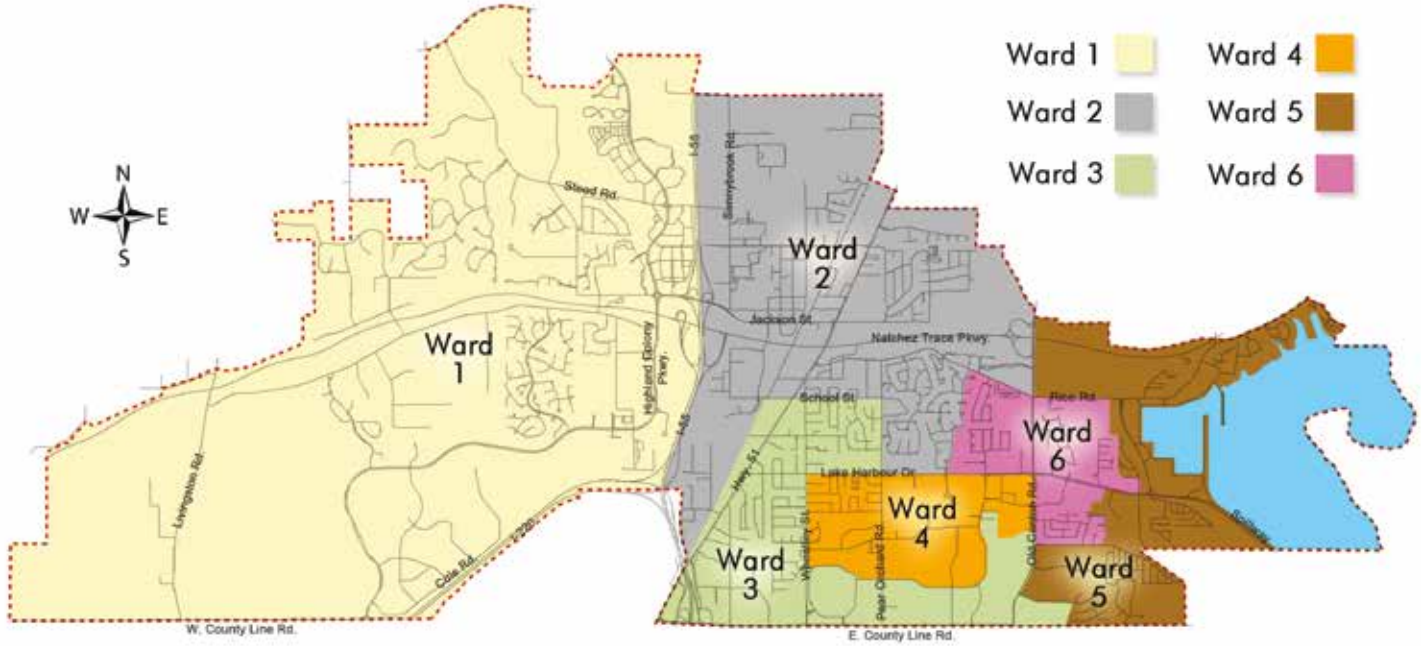 Ward 1
Ward 4
Ward 2
Ward 5
Ward 3
Ward 6
N
W
E
S
I-55
Sunnybrook Rd.
Steed Rd.
Ward
2
Jackson St.
Natchez Trace Pkwy.
Ward
1
Highland Colony
Pkwy.
School St.
Rice Rd.
I-55
Ward
6
Hwy. 51
Lake Harbour Dr.
Livingston Rd.
Ward
4
Old Canton Rd.
Spillway
I-220
Cole Rd.
Ward
3
Wheatley St.
Pear Orchard Rd.
Ward
5
W. County Line Rd.
E. County Line Rd.